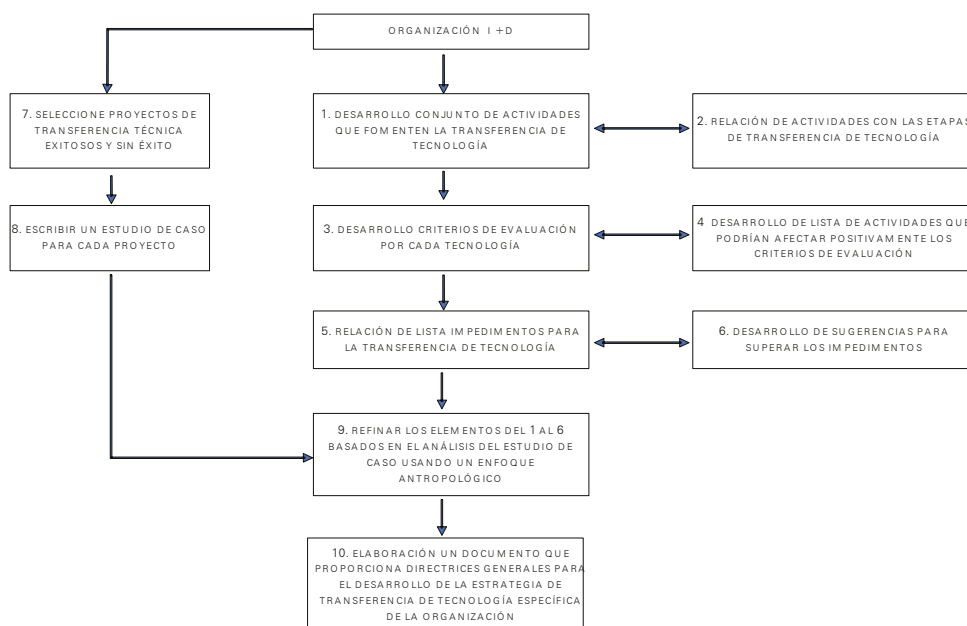 ORGANIZACIÓN I +D
7. SELECCIONE PROYECTOS DE
TRANSFERENCIA TÉCNICA
EXITOSOS Y SIN ÉXITO
1. DESARROLLO CONJUNTO DE ACTIVIDADES
QUE FOMENTEN LA TRANSFERENCIA DE
TECNOLOGÍA
2. RELACIÓN DE ACTIVIDADES CON LAS ETAPAS
DE TRANSFERENCIA DE TECNOLOGÍA
8. ESCRIBIR UN ESTUDIO DE CASO
PARA CADA PROYECTO
3. DESARROLLO CRITERIOS DE EVALUACIÓN
POR CADA TECNOLOGÍA
4 DESARROLLO DE LISTA DE ACTIVIDADES QUE
PODRÍAN AFECTAR POSITIVAMENTE LOS
CRITERIOS DE EVALUACIÓN
5. RELACIÓN DE LISTA IMPEDIMENTOS PARA
LA TRANSFERENCIA DE TECNOLOGÍA
6. DESARROLLO DE SUGERENCIAS PARA
SUPERAR LOS IMPEDIMENTOS
9. REFINAR LOS ELEMENTOS DEL 1 AL 6
BASADOS EN EL ANÁLISIS DEL ESTUDIO DE
CASO USANDO UN ENFOQUE
ANTROPOLÓGICO
10. ELABORACIÓN UN DOCUMENTO QUE
PROPORCIONA DIRECTRICES GENERALES PARA
EL DESARROLLO DE LA ESTRATEGIA DE
TRANSFERENCIA DE TECNOLOGÍA ESPECÍFICA
DE LA ORGANIZACIÓN